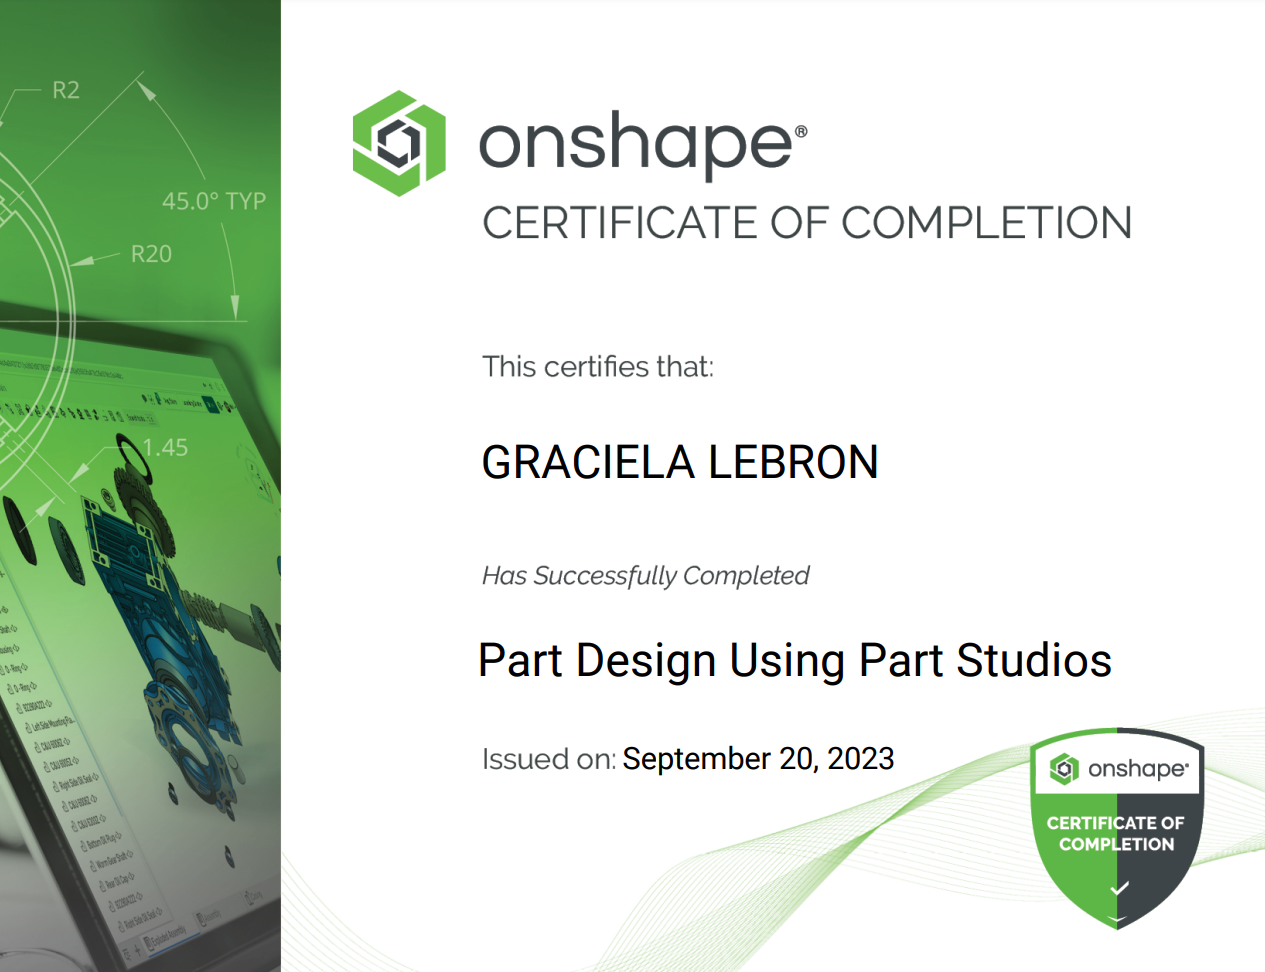 R2
45.0° TYP
R20
1.45
onshape®
CERTIFICATE OF COMPLETION
This certifies that:
GRACIELA LEBRON
Has Successfully Completed
Part Design Using Part Studios
Issued on: September 20, 2023
onshape
CERTIFICATE OF
COMPLETION